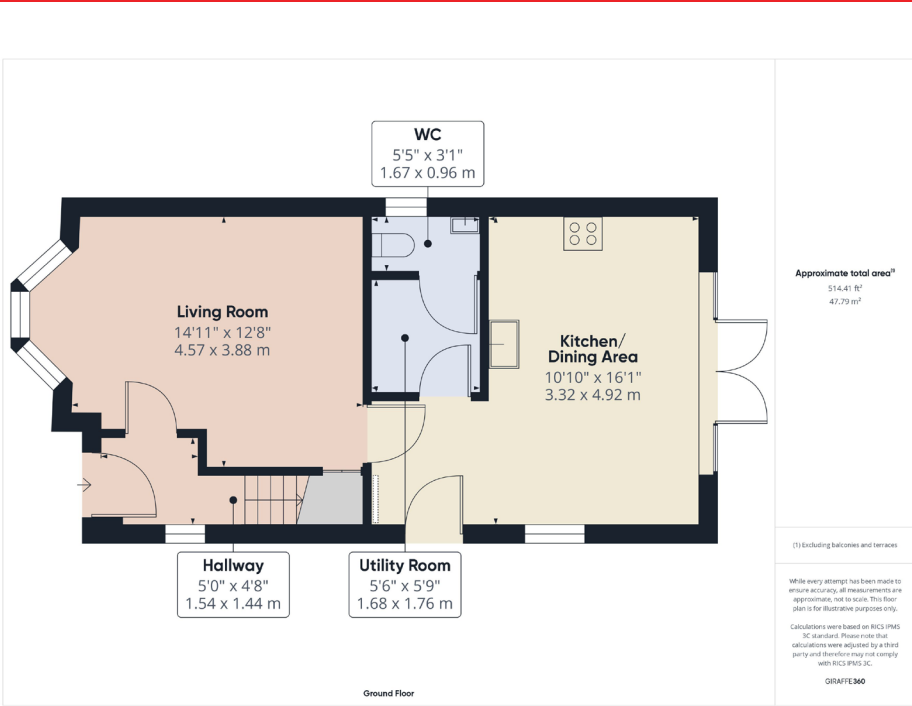 WC
5'5" x 3'1"
1.67 x 0.96 m
Living Room
14'11" x 12'8"
4.57 x 3.88 m
Kitchen/
Dining Area
10'10" x 16'1"
3.32 x 4.92 m
Hallway
5'0" x 4'8"
1.54 x 1.44 m
Utility Room
5'6" x 5'9"
1.68 x 1.76 m
Ground Floor
Approximate total area⁽¹⁾
514.41 ft²
47.79 m²
(1) Excluding balconies and terraces
While every attempt has been made to
ensure accuracy, all measurements are
approximate, not to scale. This floor
plan is for illustrative purposes only.
Calculations were based on RICS IPMS
3C standard. Please note that
calculations were adjusted by a third
party and therefore may not comply
with RICS IPMS 3C.
GIRAFFE360